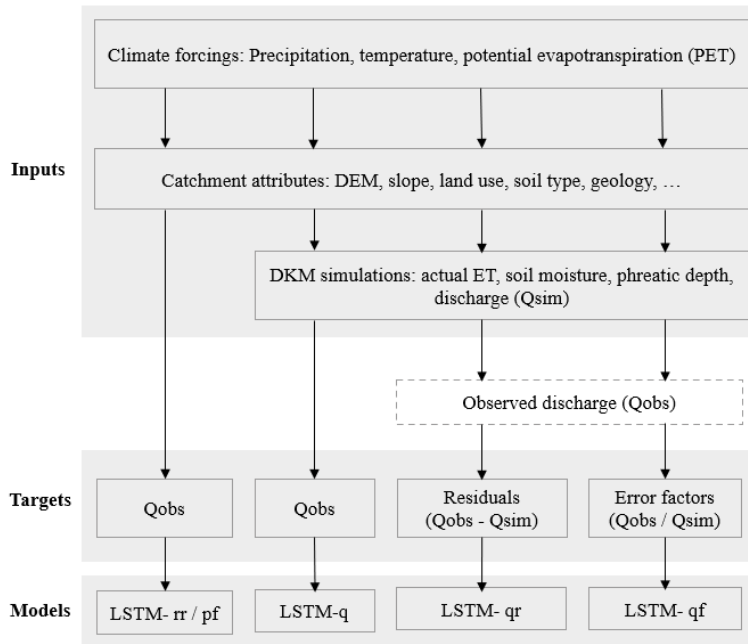 Climate forcings: Precipitation, temperature, potential evapotranspiration (PET)
Inputs
Catchment attributes: DEM, slope, land use, soil type, geology, …
DKM simulations: actual ET, soil moisture, phreatic depth,
discharge (Qsim)
Observed discharge (Qobs)
Targets
Qobs
Qobs
Residuals
(Qobs - Qsim)
Error factors
(Qobs / Qsim)
Models
LSTM- rr / pf
LSTM-q
LSTM- qr
LSTM- qf